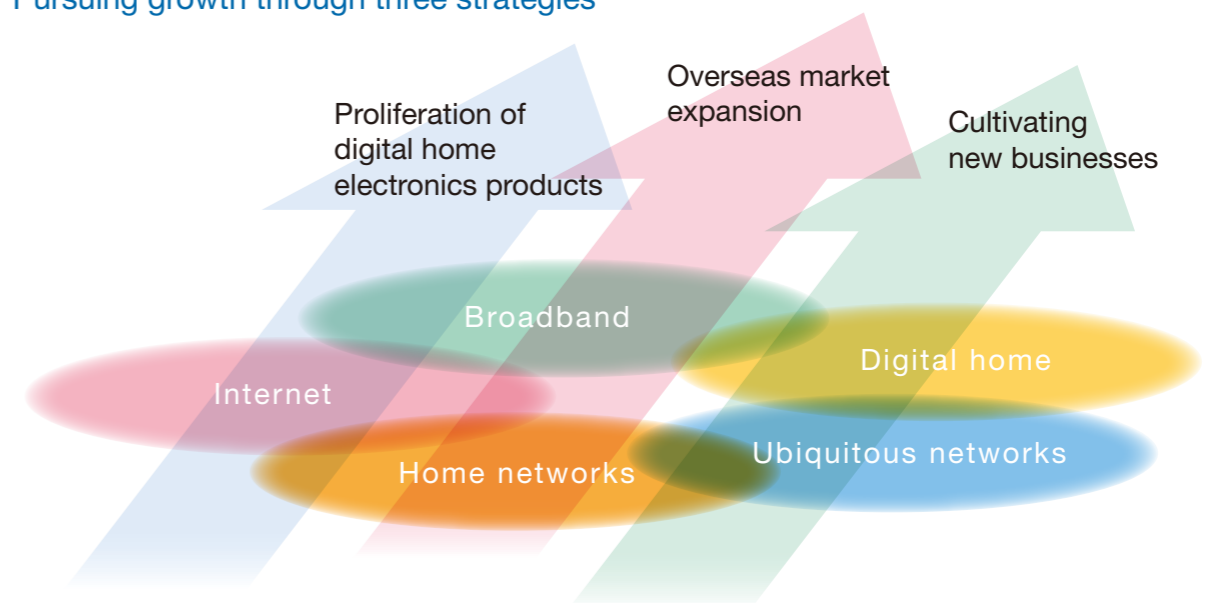 Pursuing growth through three strategies
Proliferation of
digital home
electronics products
Overseas market
expansion
Cultivating
new businesses
Broadband
Internet
Digital home
Home networks
Ubiquitous networks